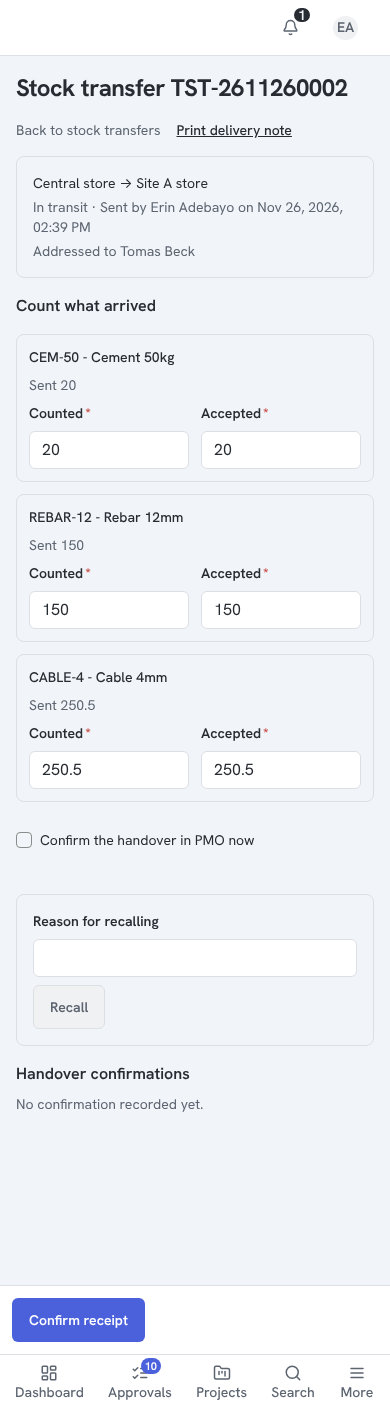 1
EA
Stock transfer TST-2611260002
Back to stock transfers Print delivery note
Central store → Site A store
In transit · Sent by Erin Adebayo on Nov 26, 2026,
02:39 PM
Addressed to Tomas Beck
Count what arrived
CEM-50 - Cement 50kg
Sent 20
Counted* Accepted*
20 20
REBAR-12 - Rebar 12mm
Sent 150
Counted* Accepted*
150 150
CABLE-4 - Cable 4mm
Sent 250.5
Counted* Accepted*
250.5 250.5
Confirm the handover in PMO now
Reason for recalling
Recall
Handover confirmations
No confirmation recorded yet.
Confirm receipt
10
Dashboard Approvals Projects Search More